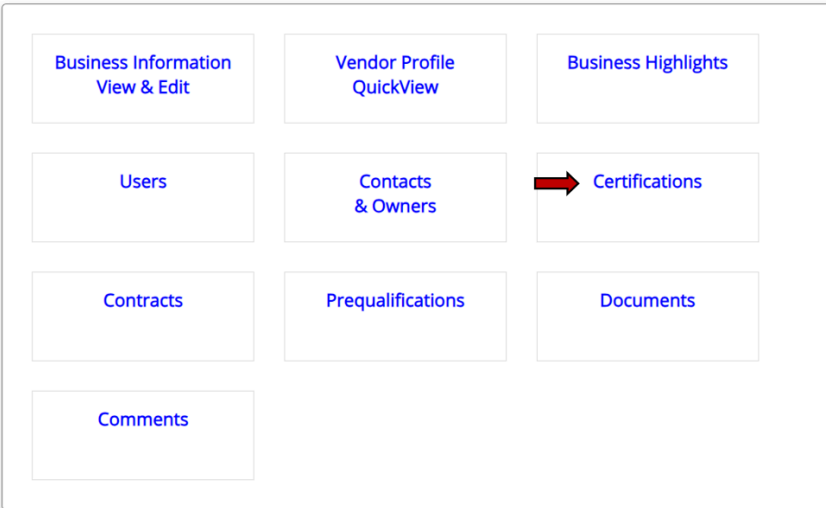 Business Information
View & Edit
Vendor Profile
QuickView
Business Highlights
Users
Contacts
& Owners
Certifications
Contracts
Prequalifications
Documents
Comments